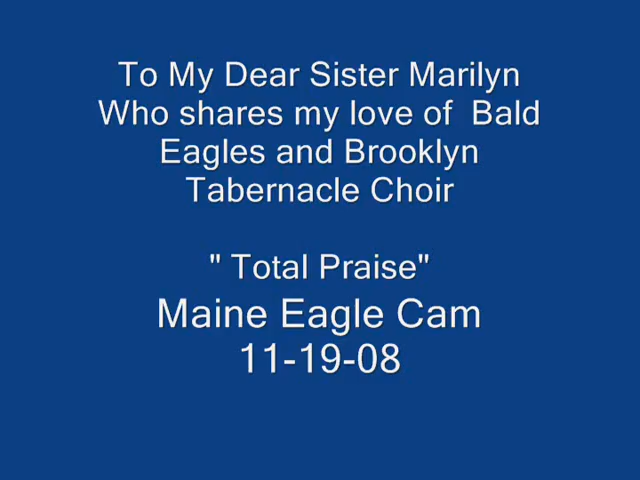 To My Dear Sister Marilyn
Who shares my love of  Bald
Eagles and Brooklyn
Tabernacle Choir
" Total Praise"
Maine Eagle Cam
11-19-08